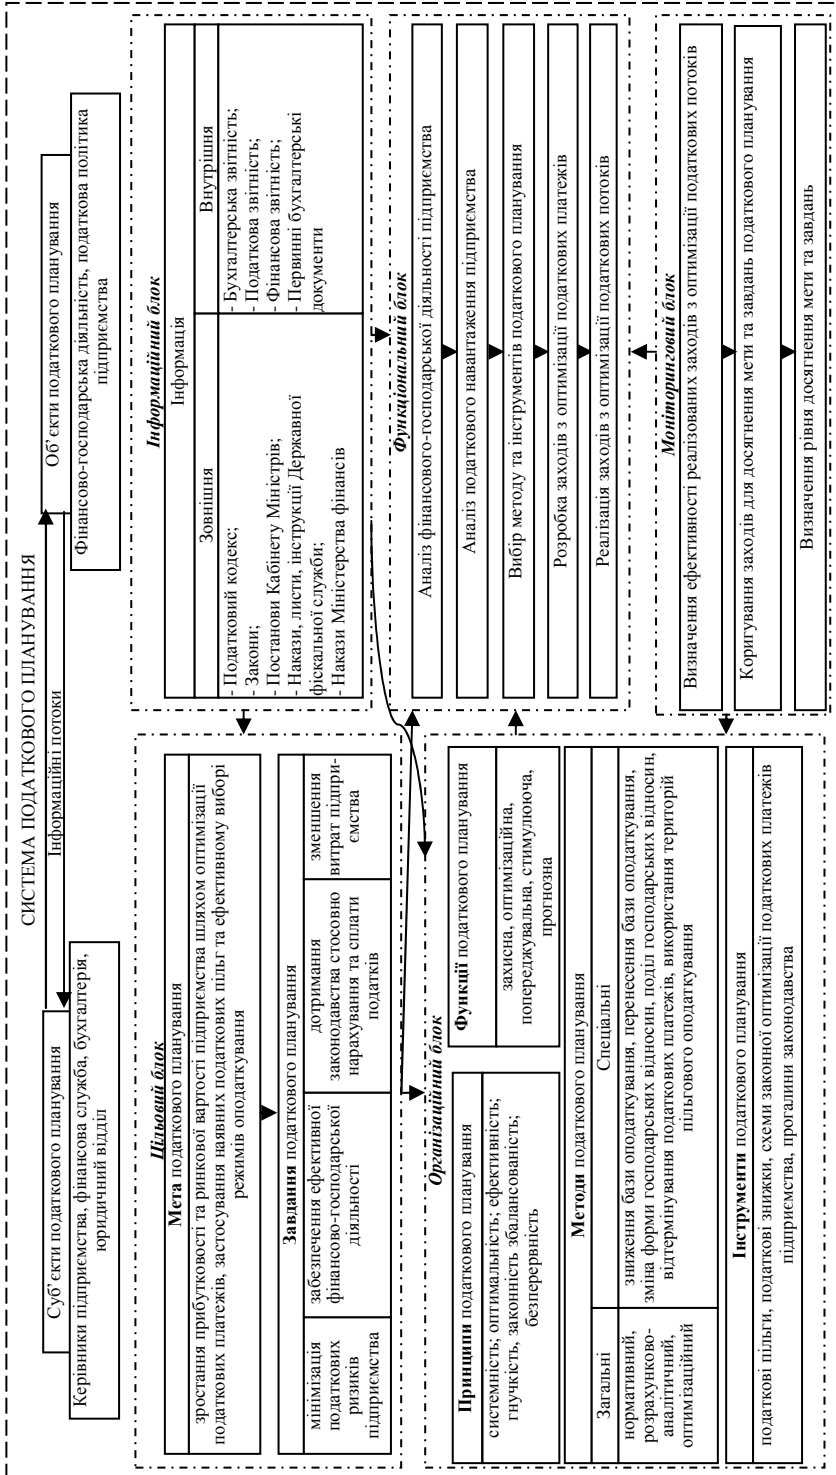 СИСТЕМА ПОДАТКОВОГО ПЛАНУВАННЯ
Суб’єкти податкового планування
Керівники підприємства, фінансова служба, бухгалтерія,
юридичний відділ
Інформаційні потоки
Об’єкти податкового планування
Фінансово-господарська діяльність, податкова політика
підприємства
Цільовий блок
Мета податкового планування
зростання прибутковості та ринкової вартості підприємства шляхом оптимізації
податкових платежів, застосування наявних податкових пільг та ефективному виборі
режимів оподаткування
Завдання податкового планування
мінімізація
податкових
ризиків
підприємства
забезпечення ефективної
фінансово-господарської
діяльності
дотримання
законодавства стосовно
нарахування та сплати
податків
зменшення
витрат підпри-
ємства
Інформаційний блок
Інформація
Зовнішня
- Податковий кодекс;
- Закони;
- Постанови Кабінету Міністрів;
- Накази, листи, інструкції Державної
фіскальної служби;
- Накази Міністерства фінансів
Внутрішня
- Бухгалтерська звітність;
- Податкова звітність;
- Фінансова звітність;
- Первинні бухгалтерські
документи
Організаційний блок
Принципи податкового планування
системність; оптимальність; ефективність;
гнучкість, законність збалансованість;
безперервність
Функції податкового планування
захисна, оптимізаційна,
попереджувальна, стимулююча,
прогнозна
Методи податкового планування
Загальні
нормативний,
розрахунково-
аналітичний,
оптимізаційний
Спеціальні
зниження бази оподаткування, перенесення бази оподаткування,
зміна форми господарських відносин, поділ господарських відносин,
відтермінування податкових платежів, використання територій
пільгового оподаткування
Інструменти податкового планування
податкові пільги, податкові знижки, схеми законної оптимізації податкових платежів
підприємства, прогалини законодавства
Функціональний блок
Аналіз фінансового-господарської діяльності підприємства
Аналіз податкового навантаження підприємства
Вибір методу та інструментів податкового планування
Розробка заходів з оптимізації податкових платежів
Реалізація заходів з оптимізації податкових потоків
Моніторинговий блок
Визначення ефективності реалізованих заходів з оптимізації податкових потоків
Коригування заходів для досягнення мети та завдань податкового планування
Визначення рівня досягнення мети та завдань